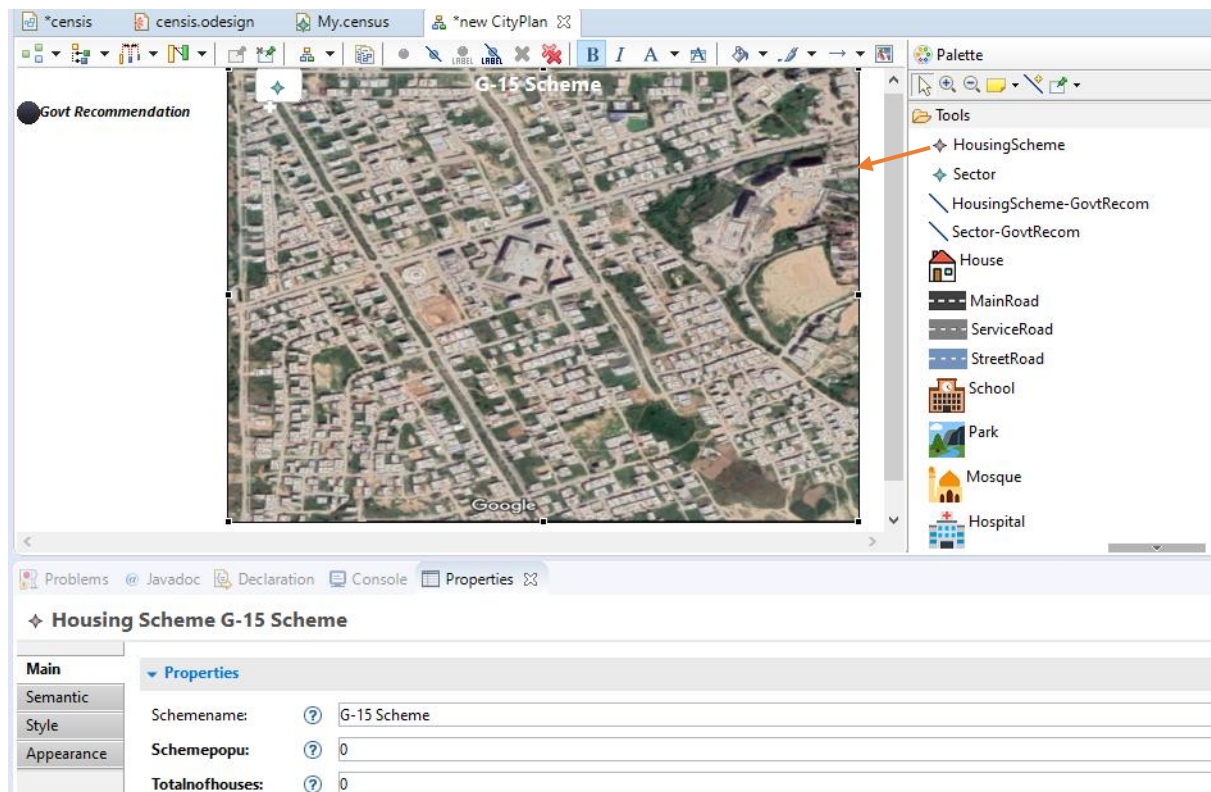 *censis censis.odesign My.census *new CityPlan
LABEL LABEL B I A Palette
G-15 Scheme
Govt Recommendation
Tools
HousingScheme
Sector
HousingScheme-GovtRecom
Sector-GovtRecom
House
MainRoad
ServiceRoad
StreetRoad
School
Park
Mosque
Hospital
Google
Problems @ Javadoc Declaration Console Properties
Housing Scheme G-15 Scheme
Main
Properties
Semantic
Schemename: ? G-15 Scheme
Style
Schemepopu: ? 0
Appearance
Totalnofhouses: ? 0